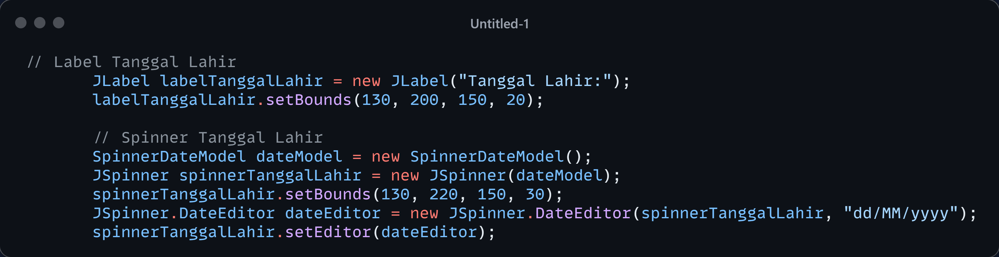 Untitled-1
// Label Tanggal Lahir
JLabel labelTanggalLahir = new JLabel("Tanggal Lahir:");
labelTanggalLahir.setBounds(130, 200, 150, 20);
// Spinner Tanggal Lahir
SpinnerDateModel dateModel = new SpinnerDateModel();
JSpinner spinnerTanggalLahir = new JSpinner(dateModel);
spinnerTanggalLahir.setBounds(130, 220, 150, 30);
JSpinner.DateEditor dateEditor = new JSpinner.DateEditor(spinnerTanggalLahir, "dd/MM/yyyy");
spinnerTanggalLahir.setEditor(dateEditor);